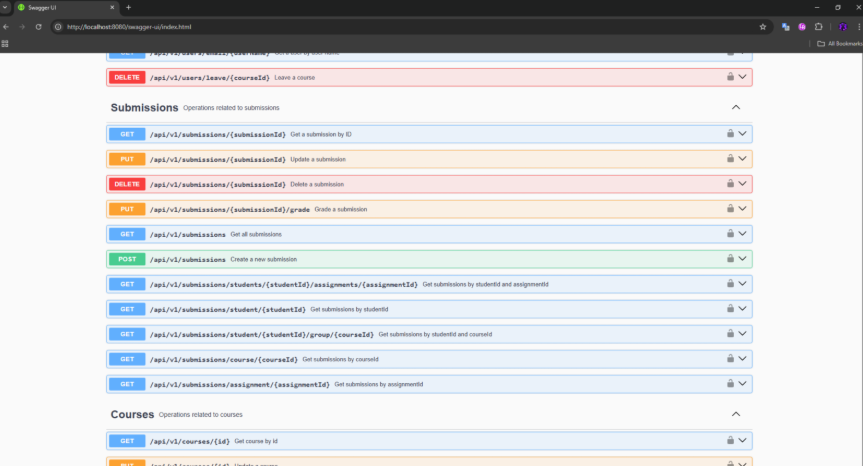 Swagger UI
http://localhost:8080/swagger-ui/index.html
All Bookmarks
GET /api/v1/users/email/{username} Get a user by user name
DELETE /api/v1/users/leave/{courseId} Leave a course
Submissions Operations related to submissions
GET /api/v1/submissions/{submissionId} Get a submission by ID
PUT /api/v1/submissions/{submissionId} Update a submission
DELETE /api/v1/submissions/{submissionId} Delete a submission
PUT /api/v1/submissions/{submissionId}/grade Grade a submission
GET /api/v1/submissions Get all submissions
POST /api/v1/submissions Create a new submission
GET /api/v1/submissions/students/{studentId}/assignments/{assignmentId} Get submissions by studentId and assignmentId
GET /api/v1/submissions/student/{studentId} Get submissions by studentId
GET /api/v1/submissions/student/{studentId}/group/{courseId} Get submissions by studentId and courseId
GET /api/v1/submissions/course/{courseId} Get submissions by courseId
GET /api/v1/submissions/assignment/{assignmentId} Get submissions by assignmentId
Courses Operations related to courses
GET /api/v1/courses/{id} Get course by id
PUT /api/v1/courses/{id} Update a course